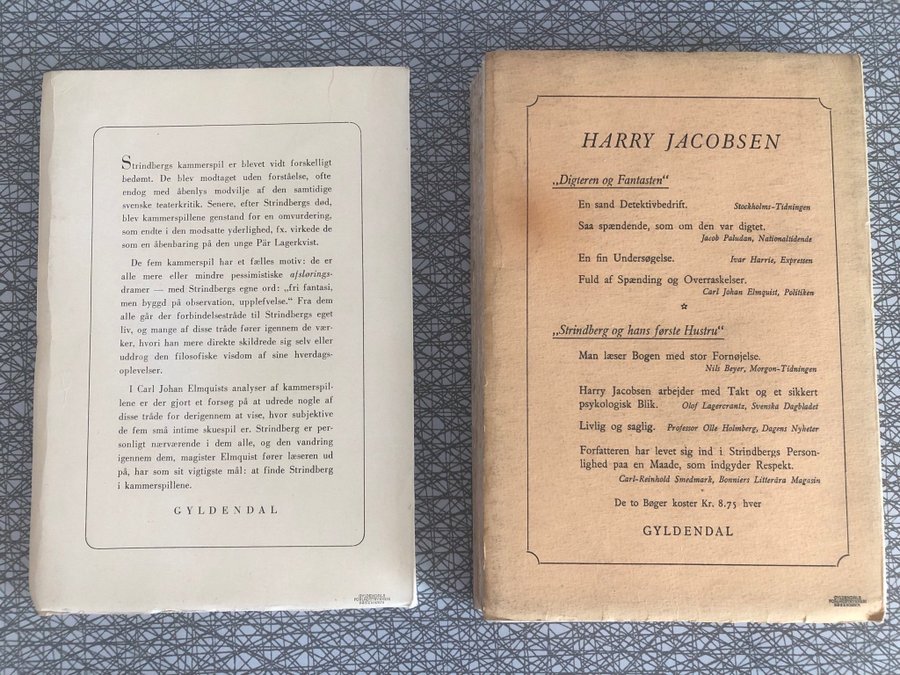 Strindbergs kammerspil er blevet vidt forskelligt
bedømt. De blev modtaget uden forståelse, ofte
endog med åbenlys modvilje af den samtidige
svenske teaterkritik. Senere, efter Strindbergs død,
blev kammerspillene genstand for en omvurdering,
som endte i den modsatte yderlighed, fx. virkede de
som en åbenbaring på den unge Pär Lagerkvist.
De fem kammerspil har et fælles motiv: de er
alle mere eller mindre pessimistiske afslørings-
dramer — med Strindbergs egne ord: „fri fantasi,
men byggd på observation, upplefvelse.“ Fra dem
alle går der forbindelsestråde til Strindbergs eget
liv, og mange af disse tråde fører igennem de vær-
ker, hvori han mere direkte skildrede sig selv eller
uddrog den filosofiske visdom af sine hverdags-
oplevelser.
I Carl Johan Elmquists analyser af kammerspil-
lene er der gjort et forsøg på at udrede nogle af
disse tråde for derigennem at vise, hvor subjektive
de fem små intime skuespil er. Strindberg er per-
sonligt nærværende i dem alle, og den vandring
igennem dem, magister Elmquist fører læseren ud
på, har som sit vigtigste mål: at finde Strindberg
i kammerspillene.
GYLDENDAL
HARRY JACOBSEN
„Digteren og Fantasten“
En sand Detektivbedrift. Stockholms-Tidningen
Saa spændende, som om den var digtet.
Jacob Paludan, Nationaltidende
En fin Undersøgelse. Ivar Harrie, Expressen
Fuld af Spænding og Overraskelser.
Carl Johan Elmquist, Politiken
„Strindberg og hans første Hustru“
Man læser Bogen med stor Fornøjelse.
Nils Beyer, Morgon-Tidningen
Harry Jacobsen arbejder med Takt og et sikkert
psykologisk Blik. Olof Lagercrantz, Svenska Dagbladet
Livlig og saglig. Professor Olle Holmberg, Dagens Nyheter
Forfatteren har levet sig ind i Strindbergs Person-
lighed paa en Maade, som indgyder Respekt.
Carl-Reinhold Smedmark, Bonniers Litterära Magasin
De to Bøger koster Kr. 8.75 hver
GYLDENDAL